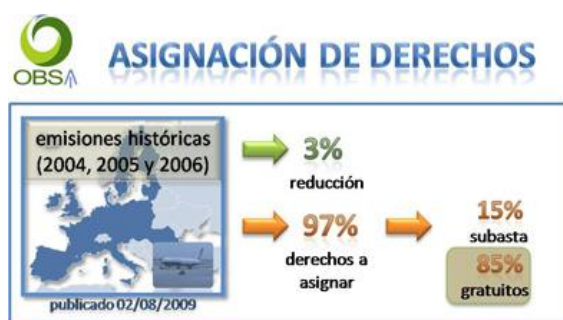 OBSA
ASIGNACIÓN DE DERECHOS
emisiones históricas
(2004, 2005 y 2006)
publicado 02/08/2009
3%
reducción
97%
derechos a
asignar
15%
subasta
85%
gratuitos